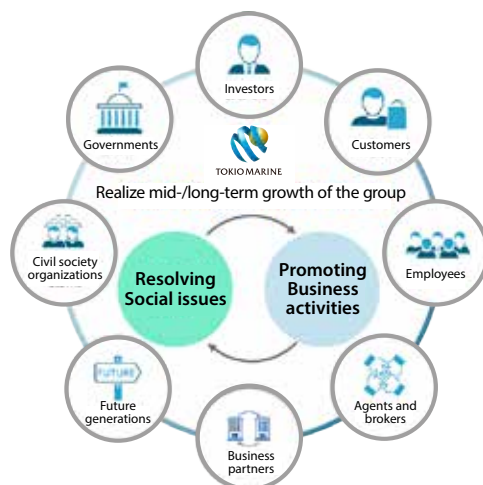 Investors
Governments
Customers
TOKIO MARINE
Realize mid-/long-term growth of the group
Civil society
organizations
Resolving
Social issues
Promoting
Business
activities
Employees
FUTURE
Future
generations
Agents and
brokers
Business
partners